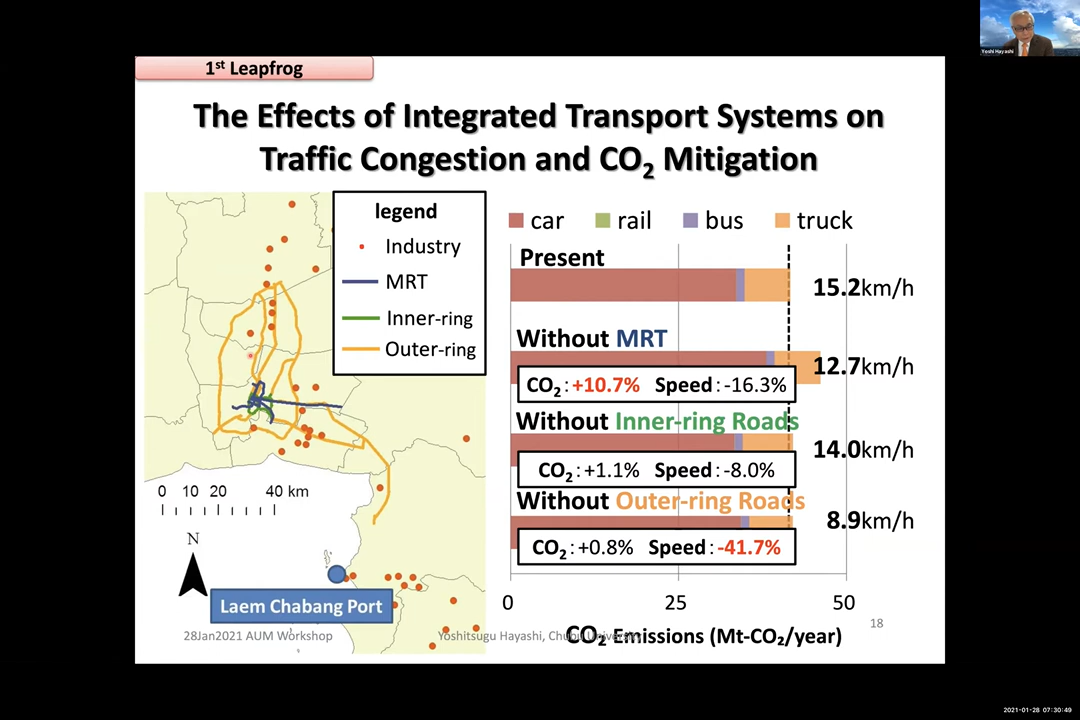 Yoshi Hayashi
1st Leapfrog
The Effects of Integrated Transport Systems on
Traffic Congestion and CO₂ Mitigation
legend
Industry
MRT
Inner-ring
Outer-ring
0 10 20 40 km
N
Laem Chabang Port
car rail bus truck
Present
15.2km/h
Without MRT
12.7km/h
CO₂ : +10.7% Speed : -16.3%
Without Inner-ring Roads
14.0km/h
CO₂ : +1.1% Speed : -8.0%
Without Outer-ring Roads
8.9km/h
CO₂ : +0.8% Speed : -41.7%
0 25 50
CO₂ Emissions (Mt-CO₂/year)
28Jan2021 AUM Workshop
Yoshitsugu Hayashi, Chubu University
18
2021-01-28 07:30:49